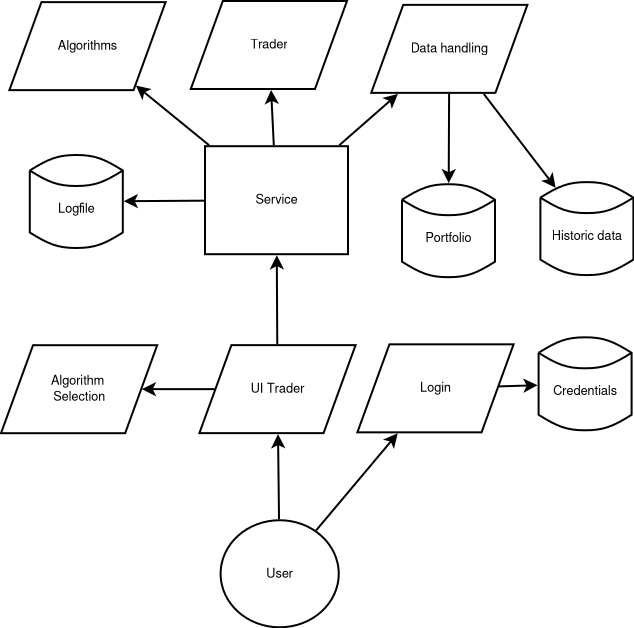 Algorithms
Trader
Data handling
Logfile
Service
Portfolio
Historic data
Algorithm
Selection
UI Trader
Login
Credentials
User